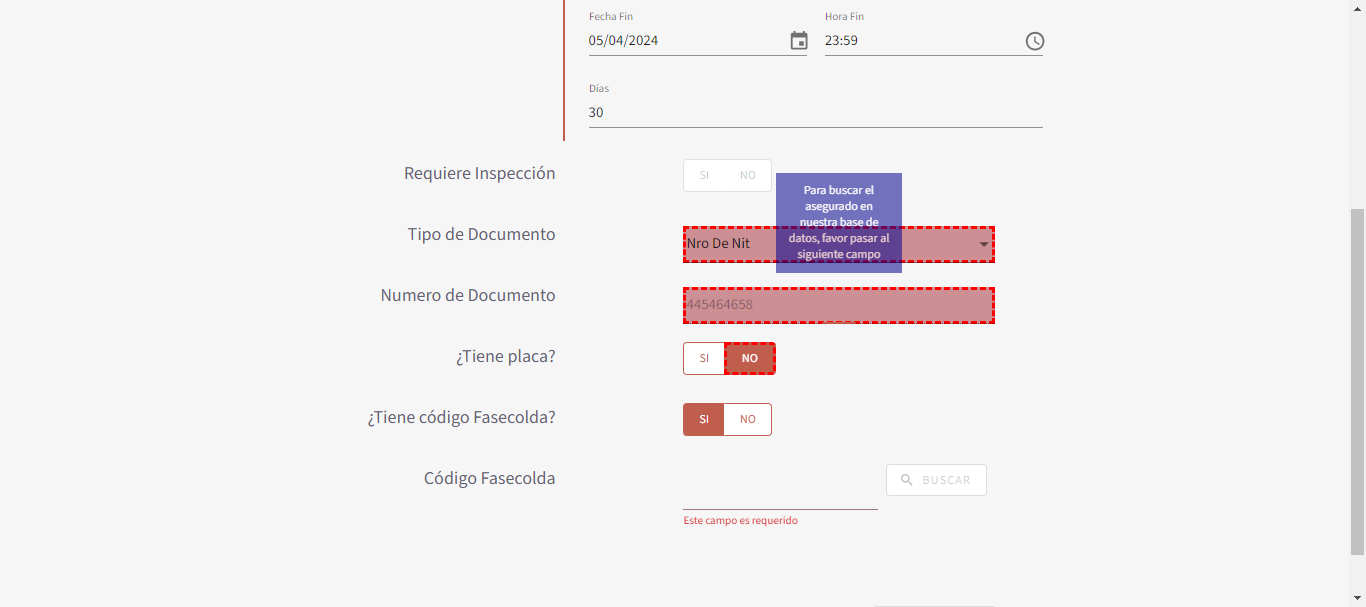 Fecha Fin
Hora Fin
05/04/2024
23:59
Días
30
Requiere Inspección
SI NO
Para buscar el
asegurado en
nuestra base de
datos, favor pasar al
siguiente campo
Tipo de Documento
Nro De Nit
Numero de Documento
445464658
¿Tiene placa?
SI NO
¿Tiene código Fasecolda?
SI NO
Código Fasecolda
BUSCAR
Este campo es requerido